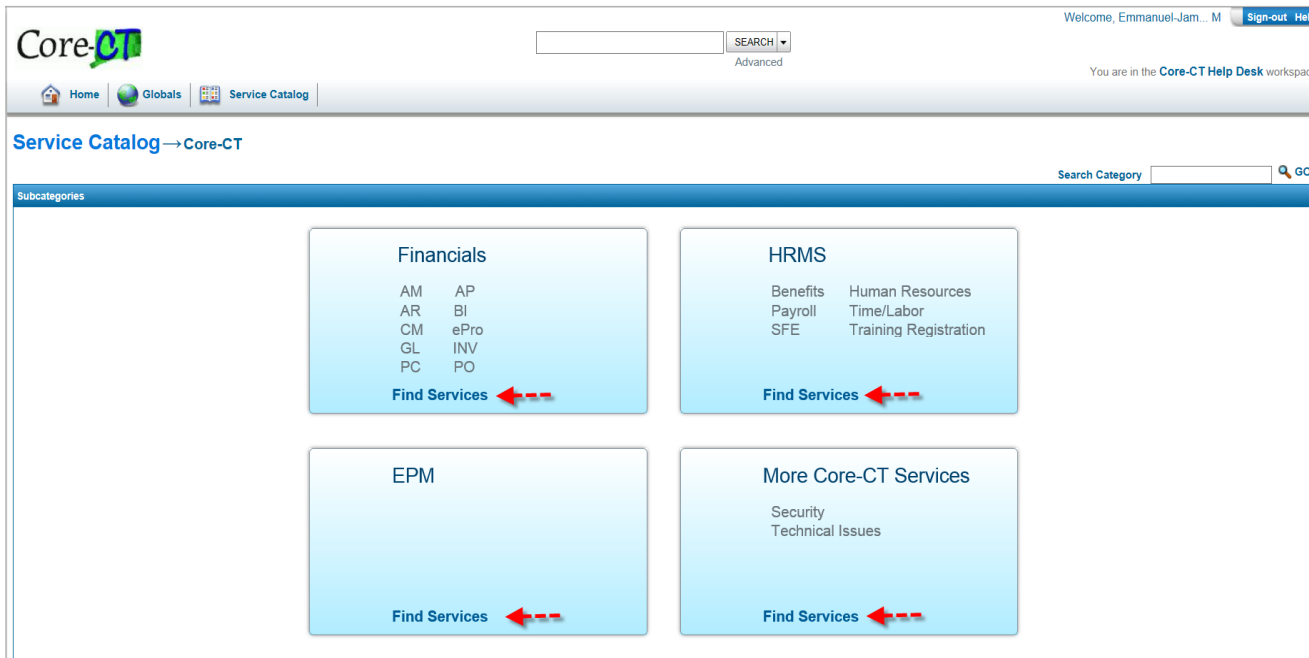 Welcome, Emmanuel-Jam... M Sign-out
Core-CT
SEARCH
Advanced
You are in the Core-CT Help Desk
Home Globals Service Catalog
Service Catalog→Core-CT
Search Category
Subcategories
Financials
AM AP
AR BI
CM ePro
GL INV
PC PO
Find Services
HRMS
Benefits Human Resources
Payroll Time/Labor
SFE Training Registration
Find Services
EPM
Find Services
More Core-CT Services
Security
Technical Issues
Find Services